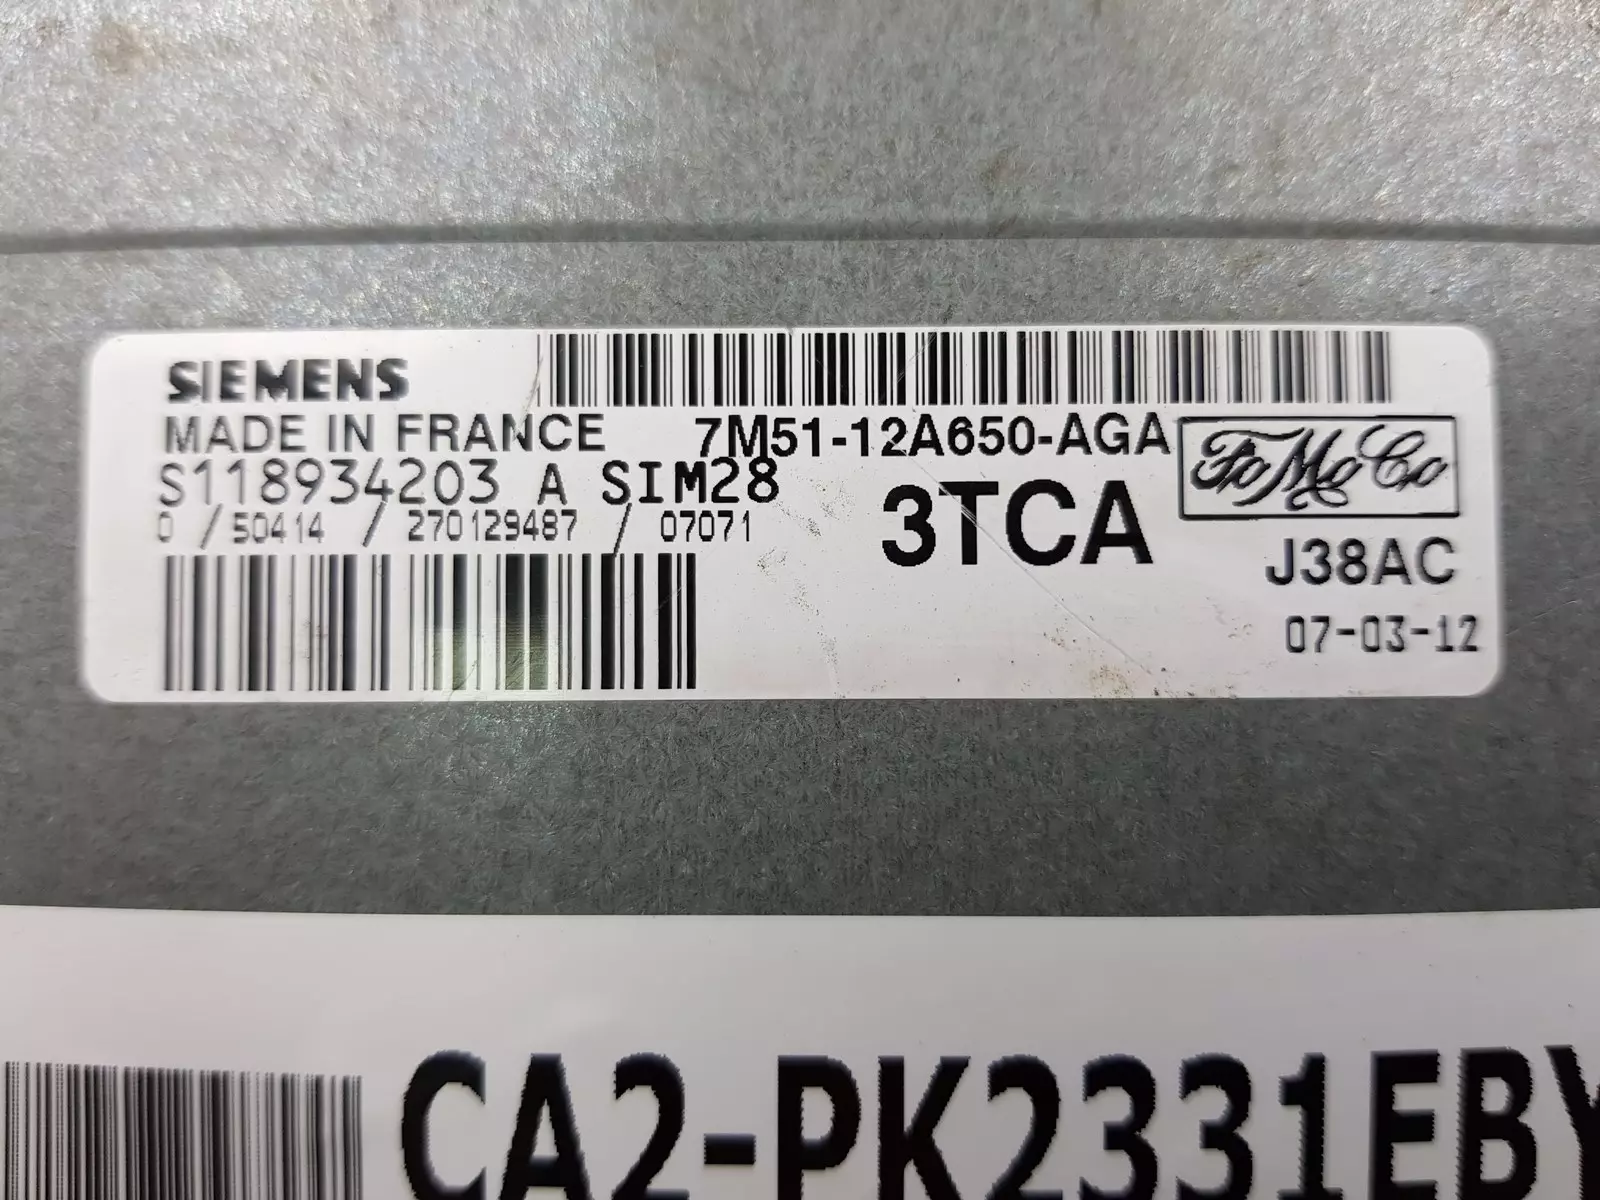 SIEMENS
MADE IN FRANCE 7M51-12A650-AGA FoMoCo
S118934203 A SIM28 3TCA
0 / 50414 / 270129487 / 07071
J38AC
07-03-12
CA2-PK2331EBY